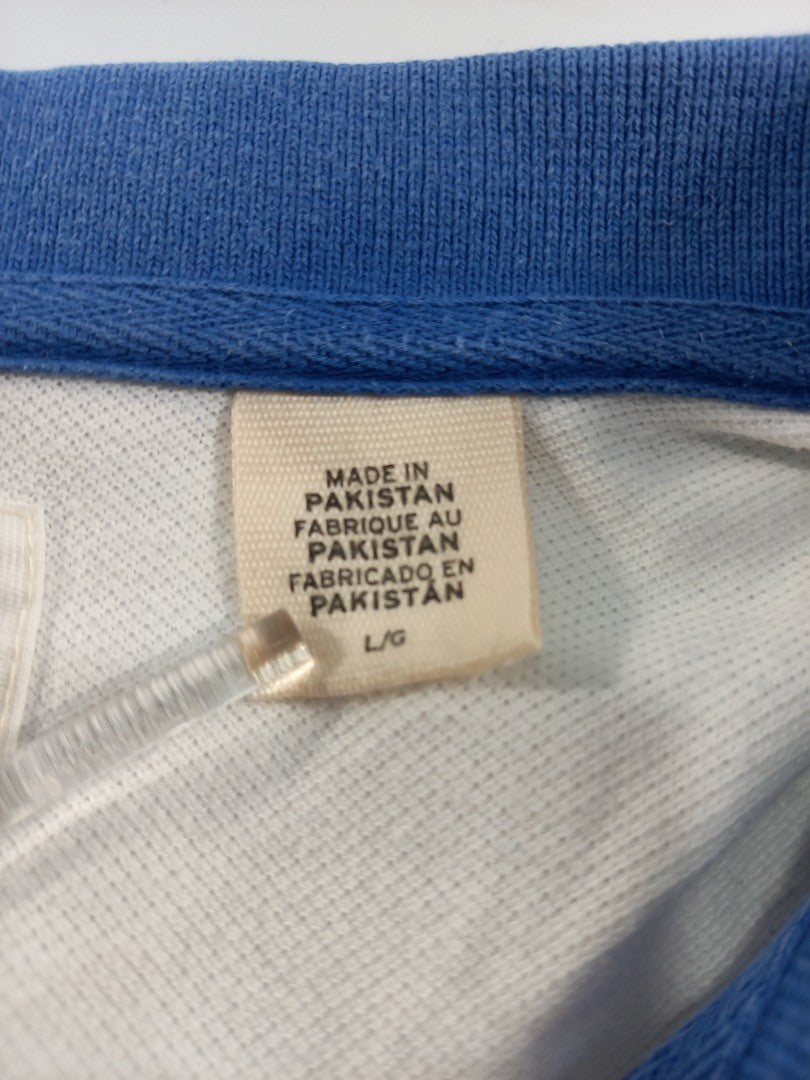 MADE IN
PAKISTAN
FABRIQUE AU
PAKISTAN
FABRICADO EN
PAKISTÁN
L/G